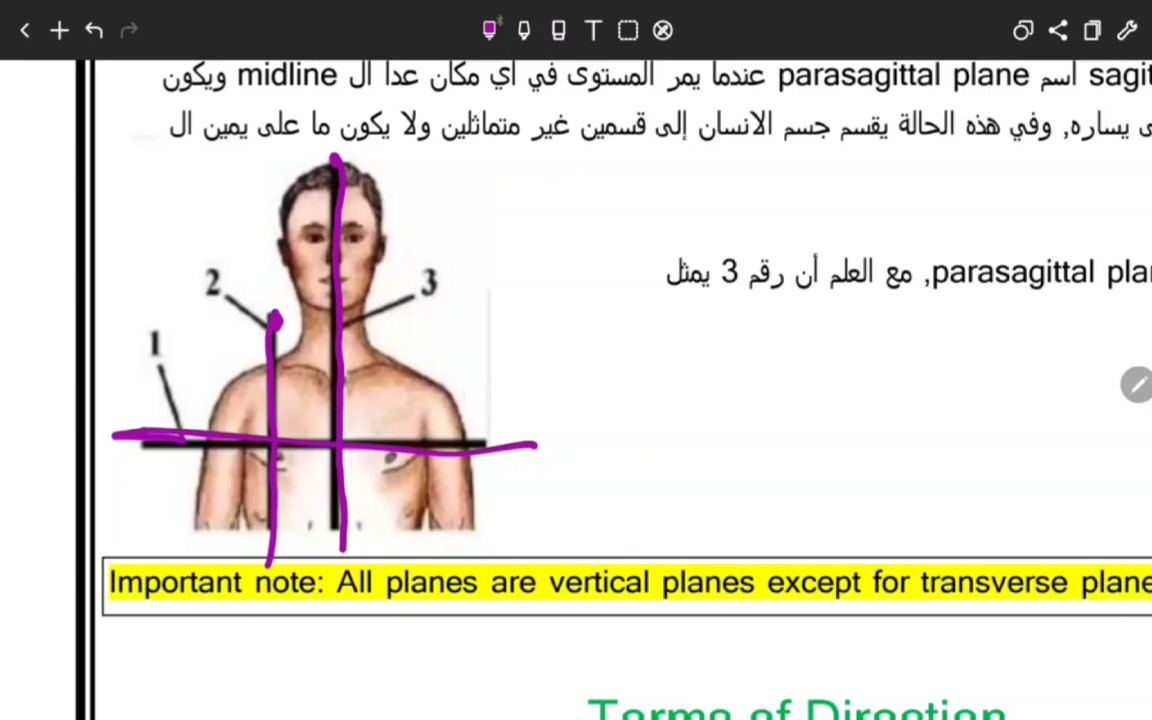 T
sagit اسم parasagittal plane عندما يمر المستوى في أي مكان عدا ال midline ويكون
يساره, وفي هذه الحالة يقسم جسم الانسان إلى قسمين غير متماثلين ولا يكون ما على يمين ال
2
3
1
parasagittal plan, مع العلم أن رقم 3 يمثل
Important note: All planes are vertical planes except for transverse plane
Terms of Direction